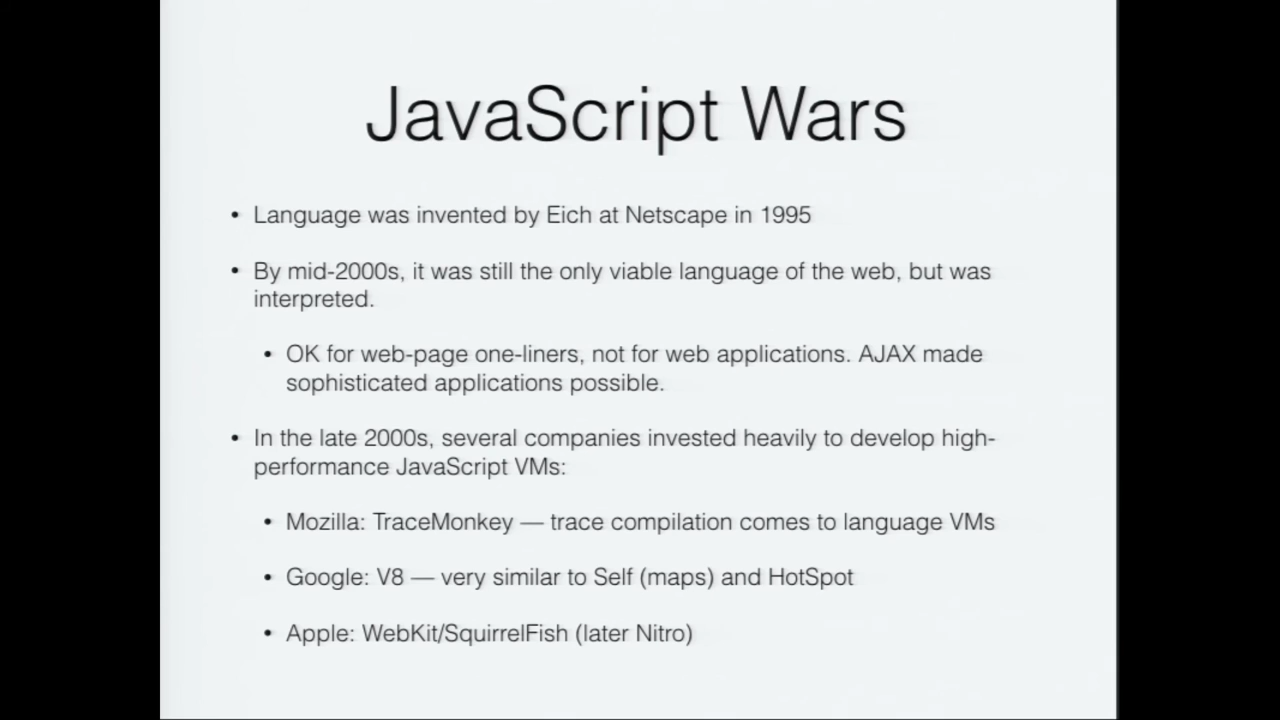 JavaScript Wars
• Language was invented by Eich at Netscape in 1995
• By mid-2000s, it was still the only viable language of the web, but was
interpreted.
• OK for web-page one-liners, not for web applications. AJAX made
sophisticated applications possible.
• In the late 2000s, several companies invested heavily to develop high-
performance JavaScript VMs:
• Mozilla: TraceMonkey — trace compilation comes to language VMs
• Google: V8 — very similar to Self (maps) and HotSpot
• Apple: WebKit/SquirrelFish (later Nitro)